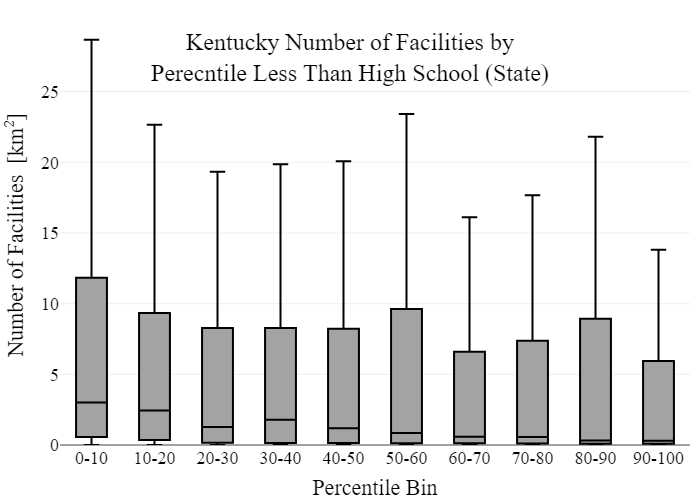 Kentucky Number of Facilities by
Perecntile Less Than High School (State)
Number of Facilities [km²]
25
20
15
10
5
0
0-10 10-20 20-30 30-40 40-50 50-60 60-70 70-80 80-90 90-100
Percentile Bin